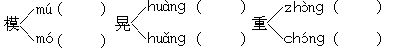 mú（　　） huàng（　　） zhòng（　　）
模 晃 重
mó（　　） huǎng（　　） chóng（　　）